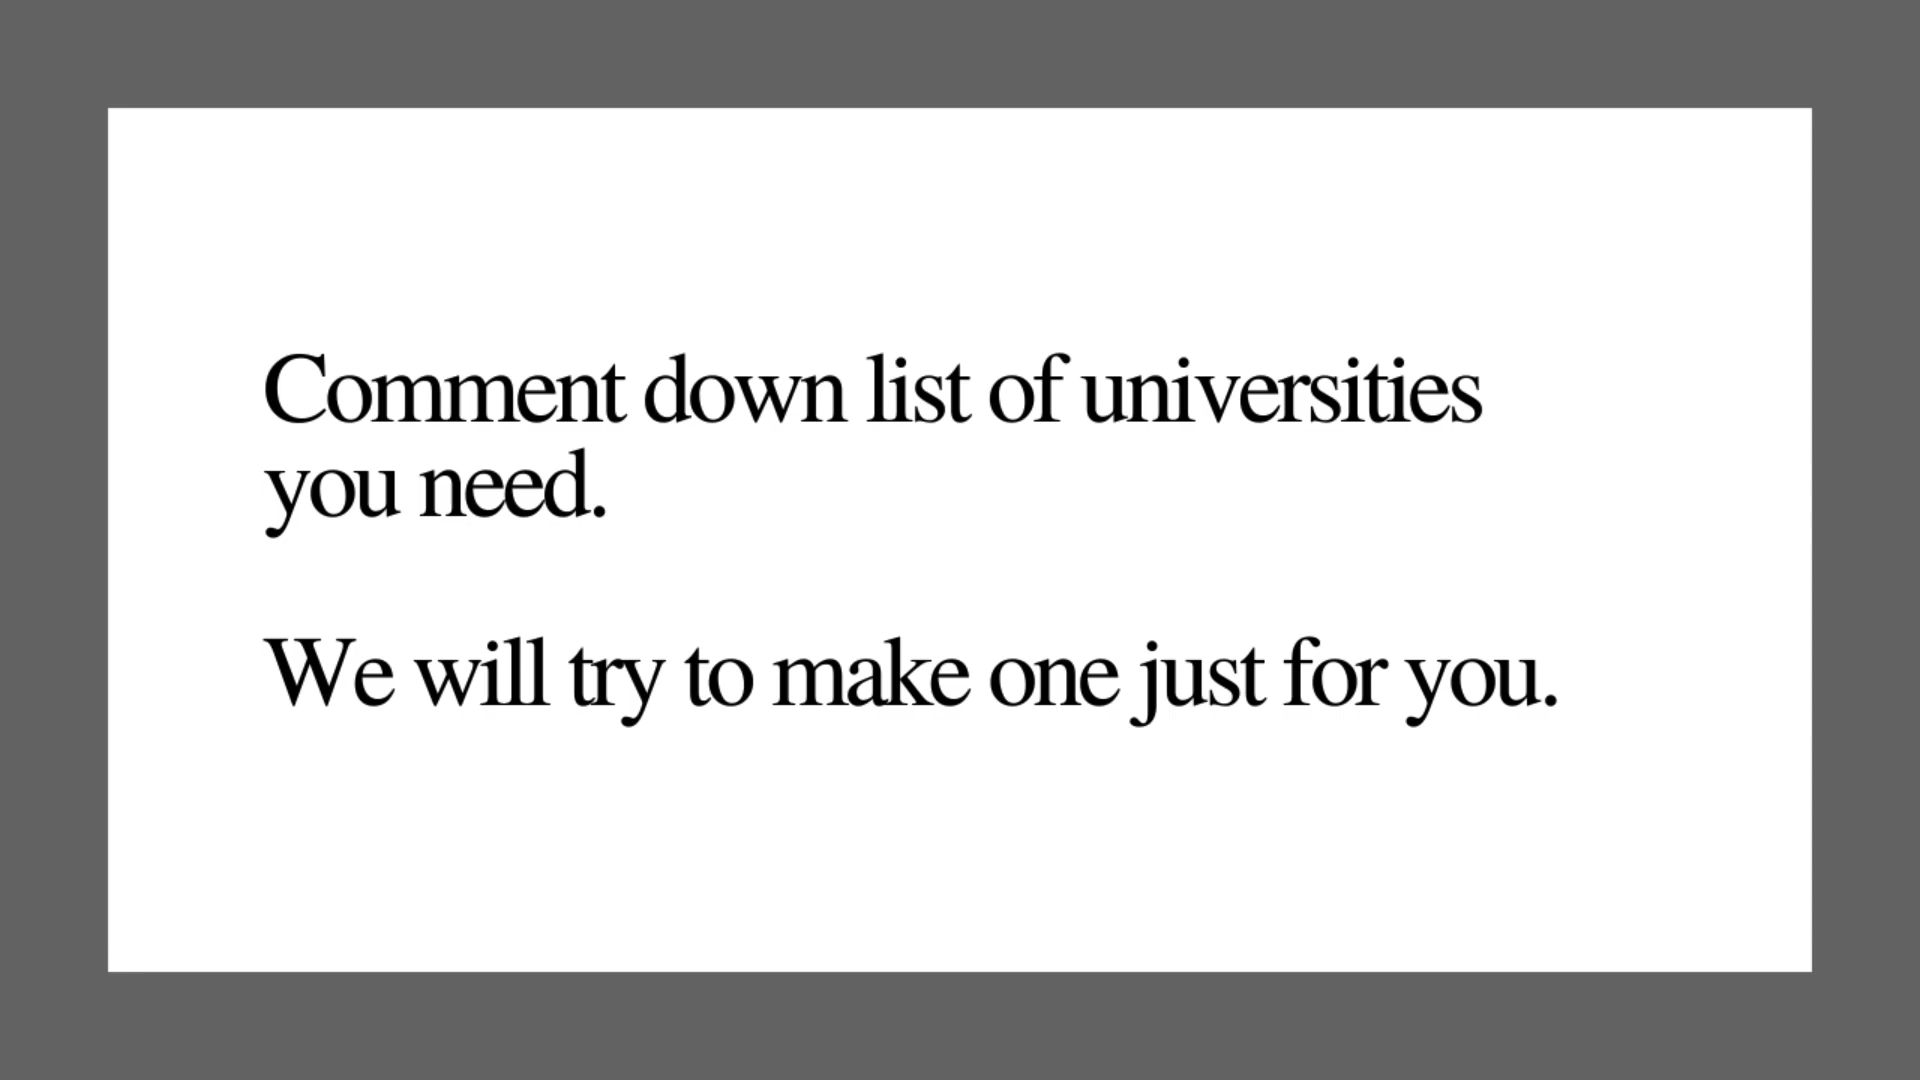 Comment down list of universities
you need.
We will try to make one just for you.